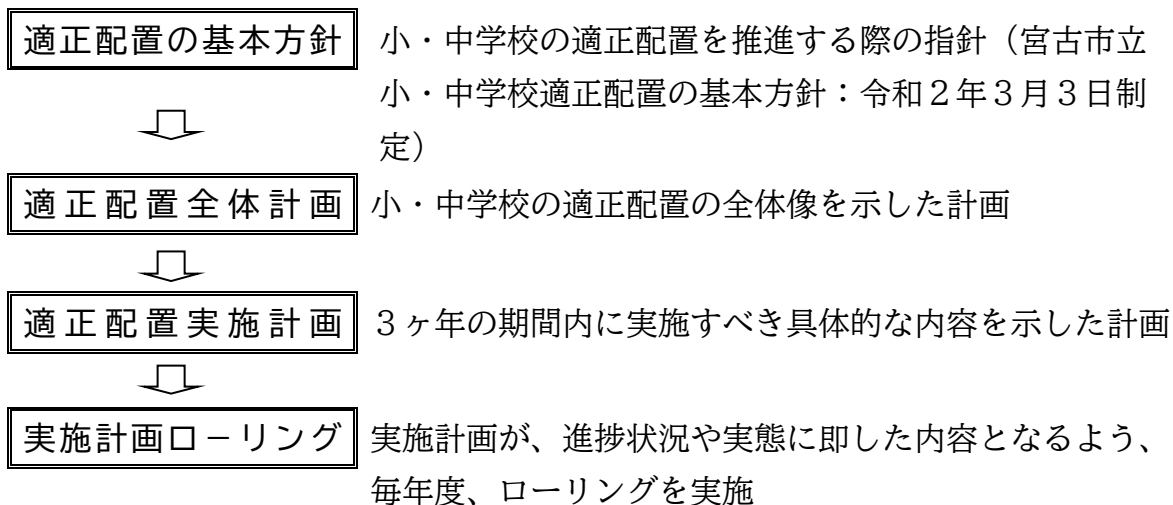 適正配置の基本方針 小・中学校の適正配置を推進する際の指針（宮古市立
小・中学校適正配置の基本方針：令和２年３月３日制
定）
適正配置全体計画 小・中学校の適正配置の全体像を示した計画
適正配置実施計画 ３ヶ年の期間内に実施すべき具体的な内容を示した計画
実施計画ロ－リング 実施計画が、進捗状況や実態に即した内容となるよう、
毎年度、ローリングを実施